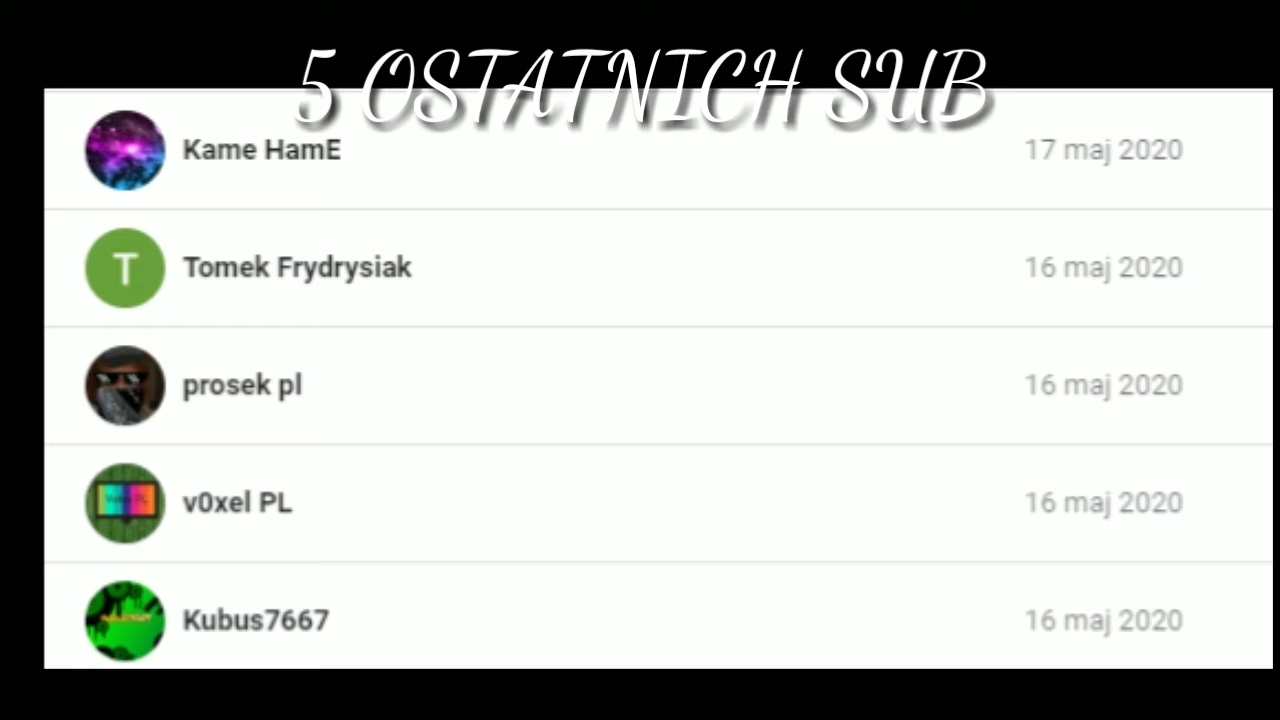 5 OSTATNICH SUB
Kame HamE 17 maj 2020
T Tomek Frydrysiak 16 maj 2020
prosek pl 16 maj 2020
v0xel PL 16 maj 2020
Kubus7667 16 maj 2020